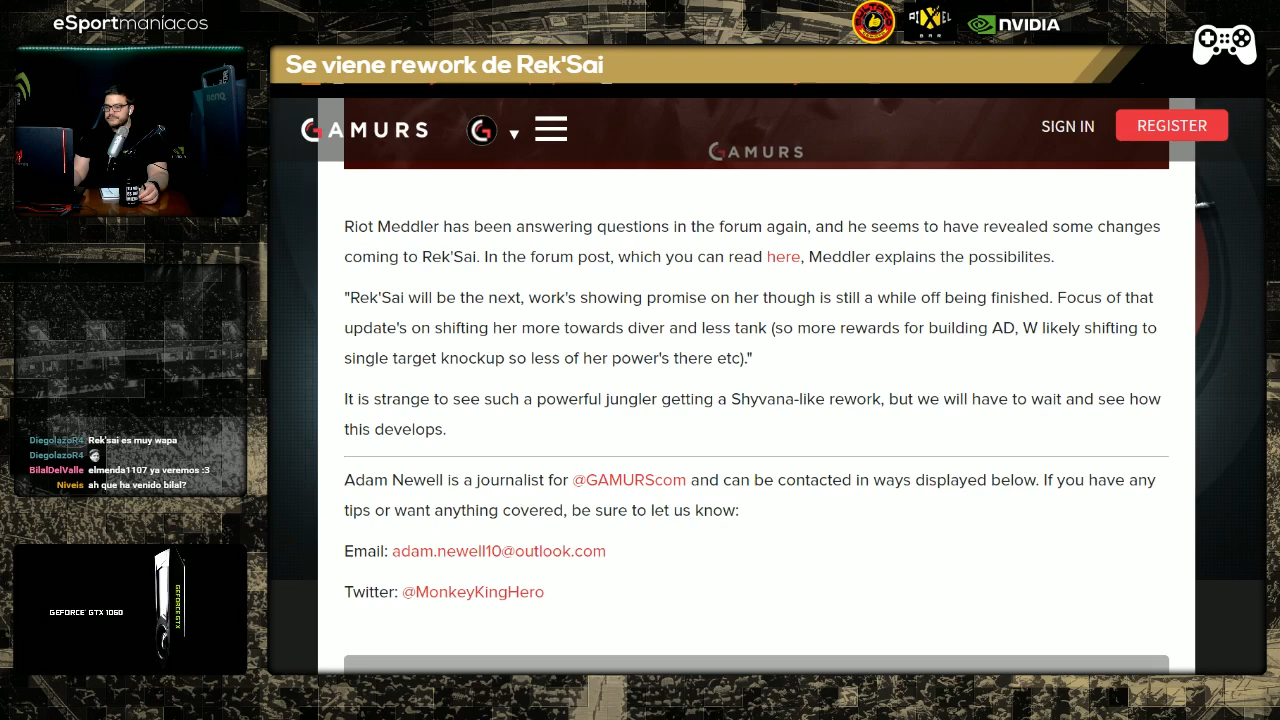 eSportmaníacos
PIXEL
BAR
NVIDIA
Se viene rework de Rek'Sai
GAMURS
SIGN IN
REGISTER
GAMURS
BenQ
Riot Meddler has been answering questions in the forum again, and he seems to have revealed some changes
coming to Rek'Sai. In the forum post, which you can read here, Meddler explains the possibilites.
"Rek'Sai will be the next, work's showing promise on her though is still a while off being finished. Focus of that
update's on shifting her more towards diver and less tank (so more rewards for building AD, W likely shifting to
single target knockup so less of her power's there etc)."
It is strange to see such a powerful jungler getting a Shyvana-like rework, but we will have to wait and see how
this develops.
Adam Newell is a journalist for @GAMURScom and can be contacted in ways displayed below. If you have any
tips or want anything covered, be sure to let us know:
Email: adam.newell10@outlook.com
Twitter: @MonkeyKingHero
DiegolazoR4 Rek'sai es muy wapa
DiegolazoR4
BilalDelValle elmenda1107 ya veremos :3
Niveis ah que ha venido bilal?
GEFORCE® GTX 1060
GEFORCE GTX